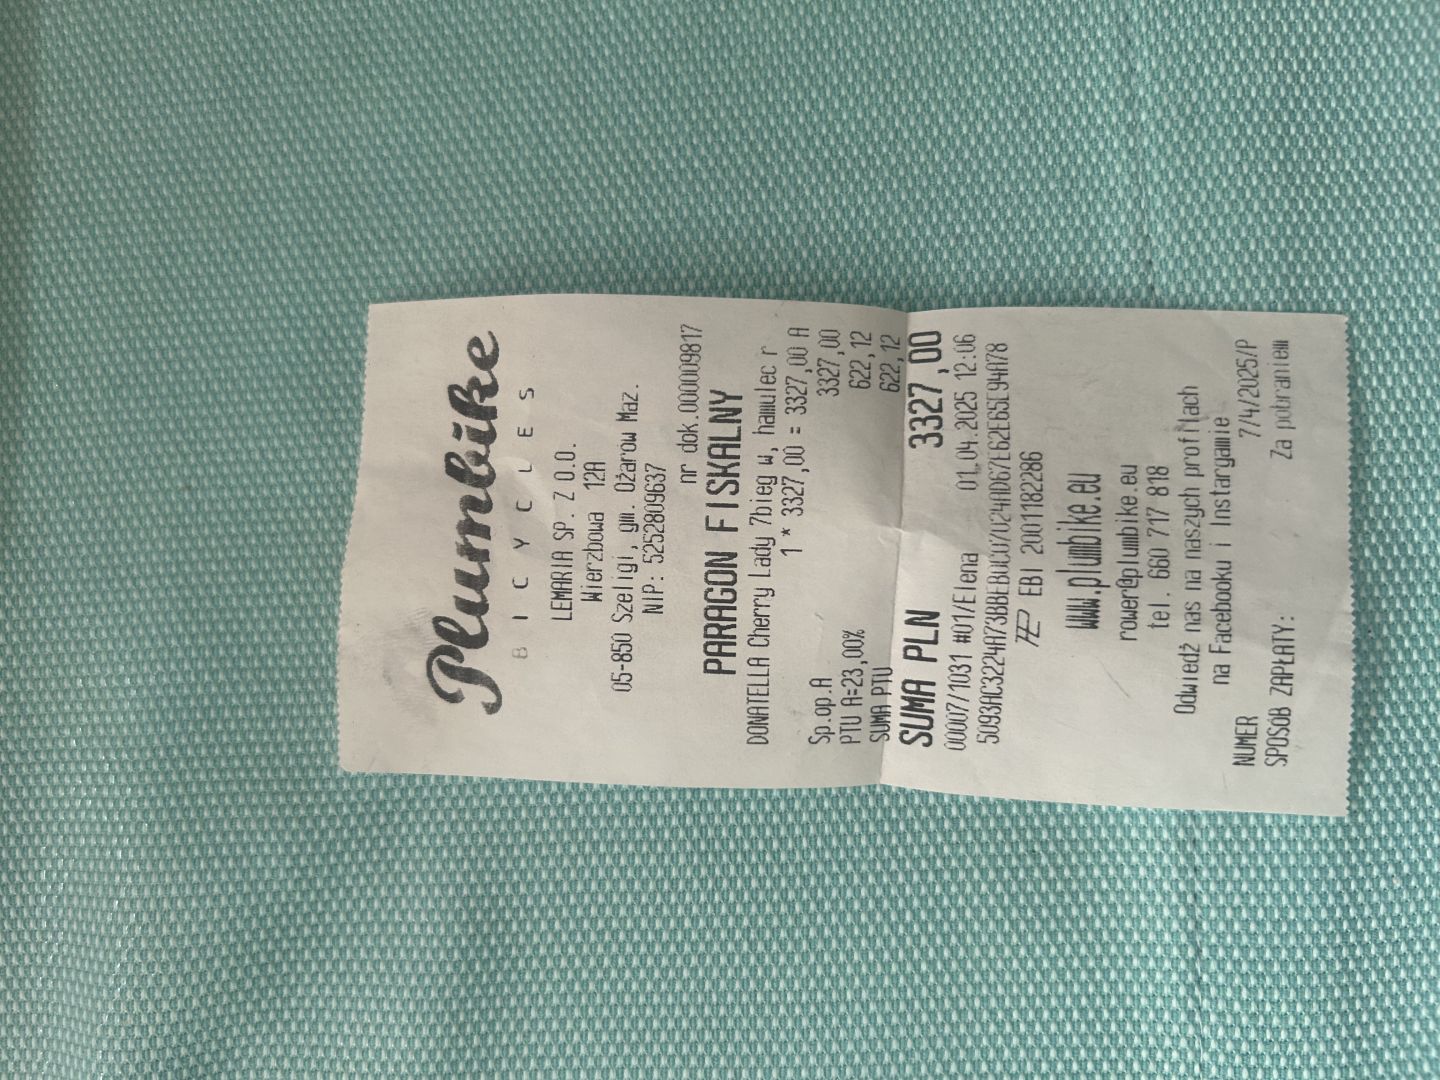 Plumbike
BICYCLES
LEMARIA SP. Z O.O.
Wierzbowa 12A
05-850 Szeligi, gm. Ożarow Maz.
NIP: 5252809637
nr dok.0000009817
PARAGON FISKALNY
DONATELLA Cherry Lady 7bieg w, hamulec r
1 * 3327,00 = 3327,00 A
Sp.op.A 3327,00
PTU A=23,00% 622,12
SUMA PTU 622,12
SUMA PLN 3327,00
00007/1031 #01/Elena 01.04.2025 12:06
EBI 2001182286
www.plumbike.eu
rower@plumbike.eu
tel. 660 717 818
Odwiedź nas na naszych profilach
na Facebooku i Instargamie
NUMER 7/4/2025/P
SPOSÓB ZAPŁATY: Za pobraniem